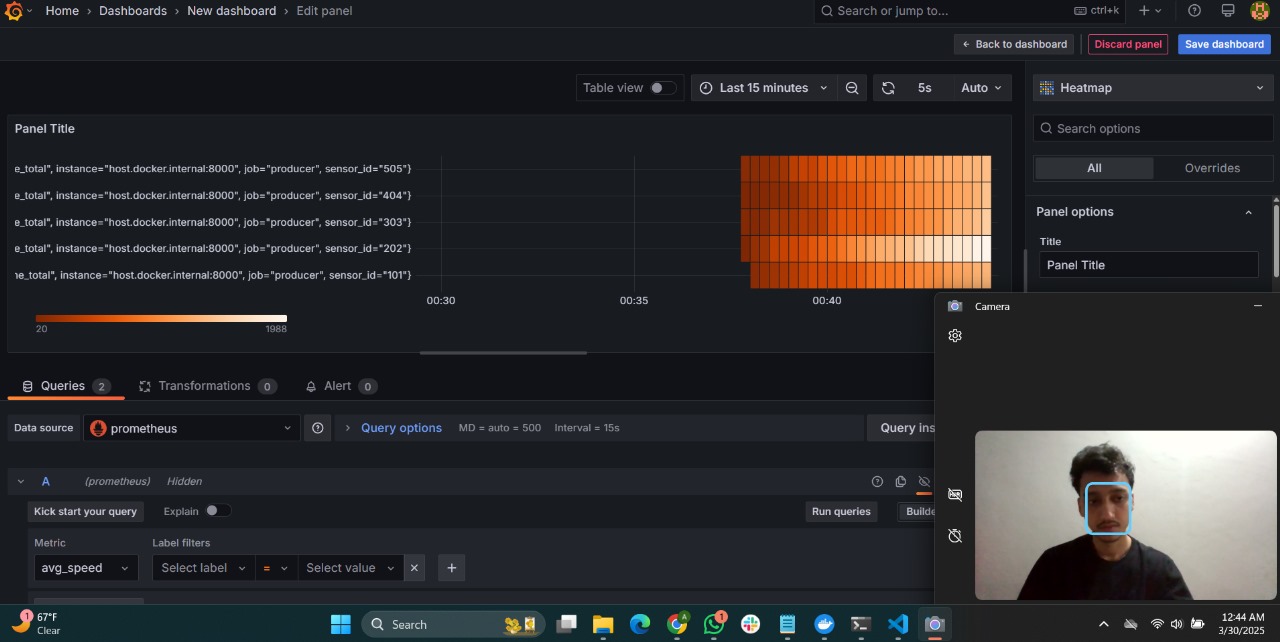 Home › Dashboards › New dashboard › Edit panel
Search or jump to...
ctrl+k
Back to dashboard
Discard panel
Save dashboard
Table view
Last 15 minutes
5s
Auto
Heatmap
Search options
All
Overrides
Panel options
Title
Panel Title
Panel Title
e_total", instance="host.docker.internal:8000", job="producer", sensor_id="505"}
e_total", instance="host.docker.internal:8000", job="producer", sensor_id="404"}
e_total", instance="host.docker.internal:8000", job="producer", sensor_id="303"}
e_total", instance="host.docker.internal:8000", job="producer", sensor_id="202"}
e_total", instance="host.docker.internal:8000", job="producer", sensor_id="101"}
00:30
00:35
00:40
20
1988
Camera
Queries 2
Transformations 0
Alert 0
Data source
prometheus
Query options
MD = auto = 500
Interval = 15s
Query ins
A
(prometheus)
Hidden
Kick start your query
Explain
Run queries
Builde
Metric
Label filters
avg_speed
Select label
=
Select value
1
67°F
Clear
Search
1
12:44 AM
3/30/2025